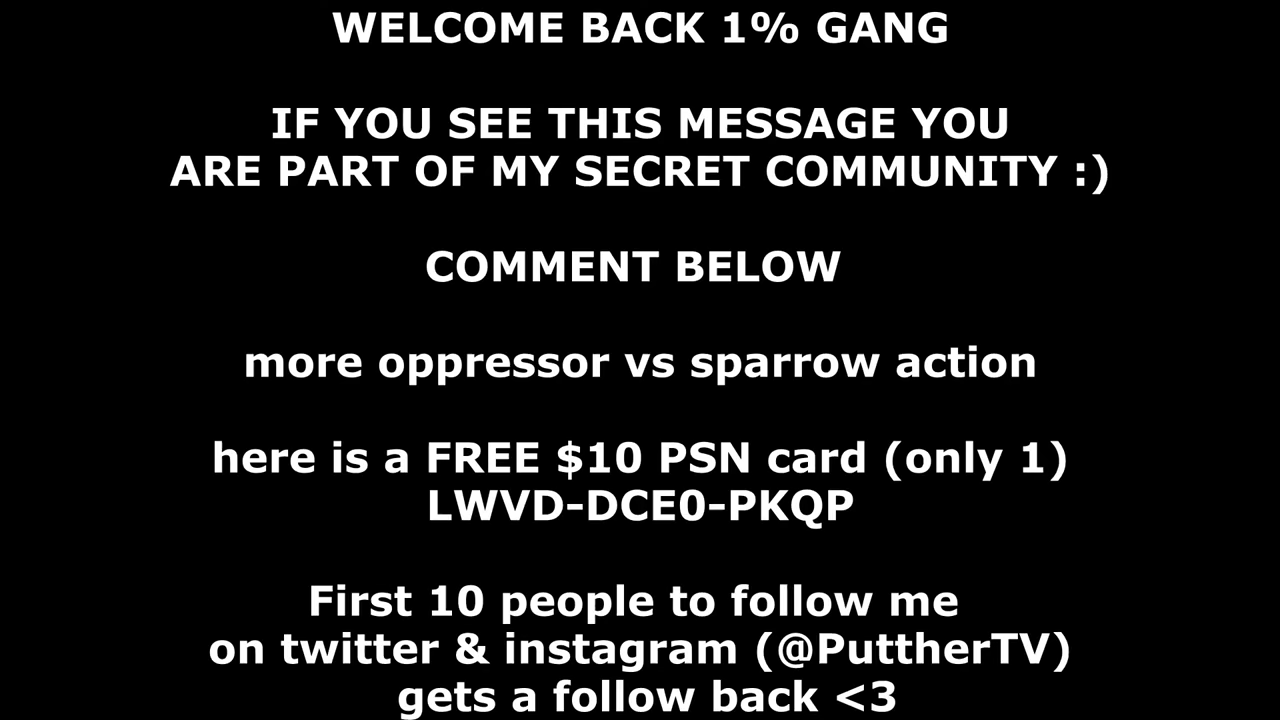 WELCOME BACK 1% GANG
IF YOU SEE THIS MESSAGE YOU
ARE PART OF MY SECRET COMMUNITY :)
COMMENT BELOW
more oppressor vs sparrow action
here is a FREE $10 PSN card (only 1)
LWVD-DCE0-PKQP
First 10 people to follow me
on twitter & instagram (@PuttherTV)
gets a follow back <3